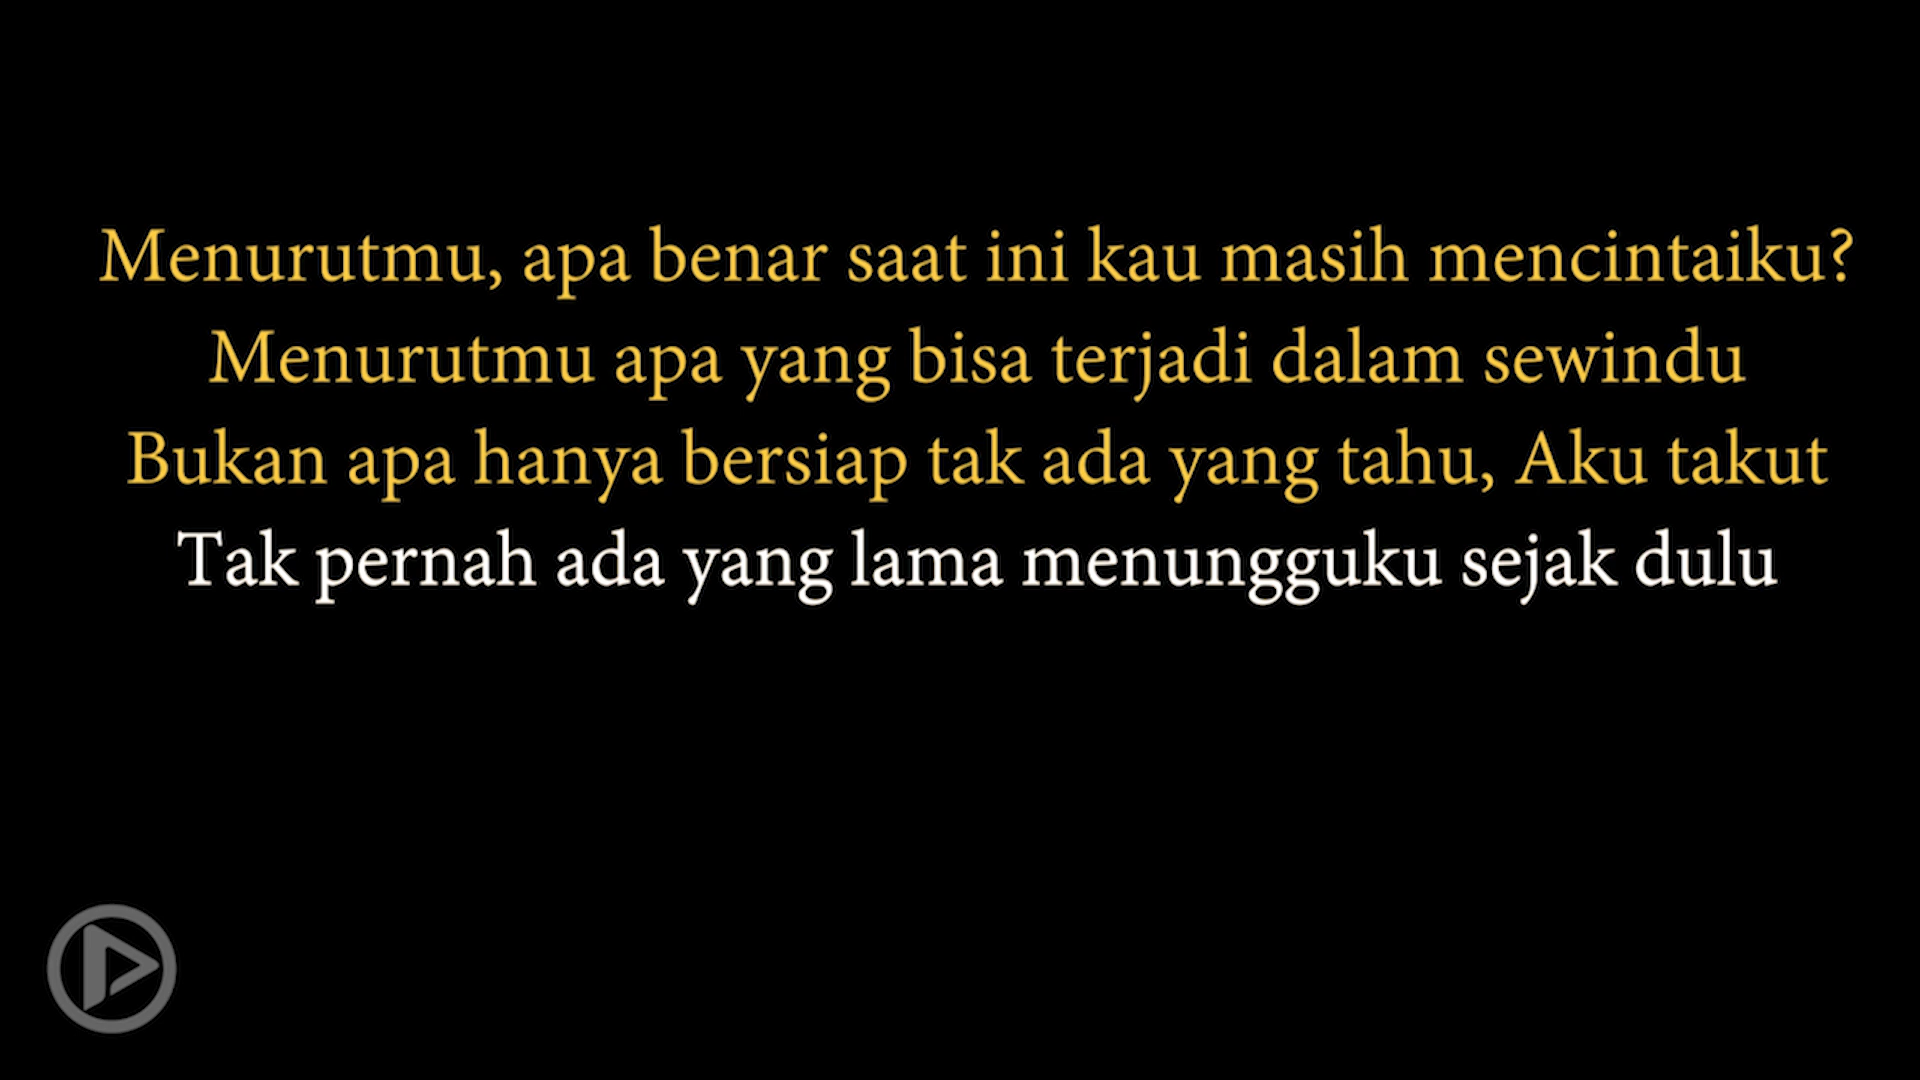 Menurutmu, apa benar saat ini kau masih mencintaiku?
Menurutmu apa yang bisa terjadi dalam sewindu
Bukan apa hanya bersiap tak ada yang tahu, Aku takut
Tak pernah ada yang lama menungguku sejak dulu